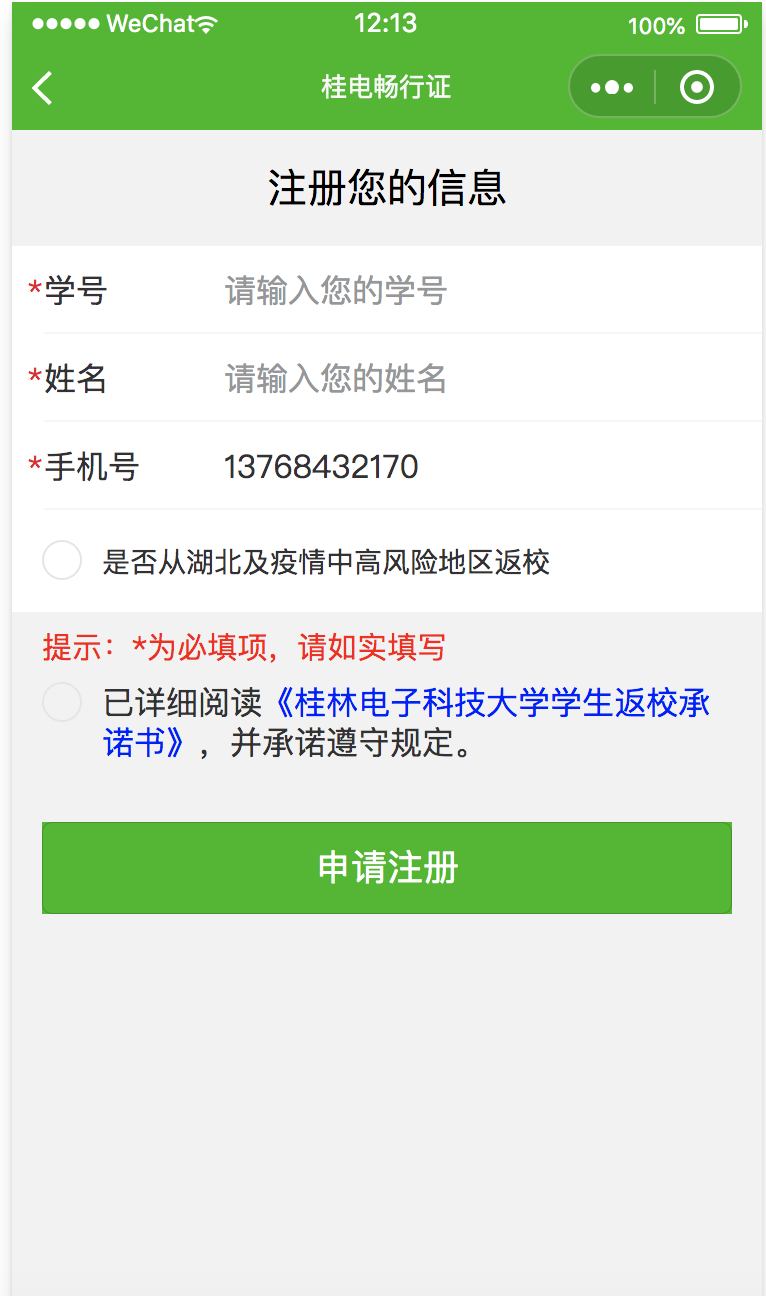 ●●●●● WeChat 12:13 100%
桂电畅行证
注册您的信息
*学号 请输入您的学号
*姓名 请输入您的姓名
*手机号 13768432170
是否从湖北及疫情中高风险地区返校
提示：*为必填项，请如实填写
已详细阅读《桂林电子科技大学学生返校承
诺书》，并承诺遵守规定。
申请注册